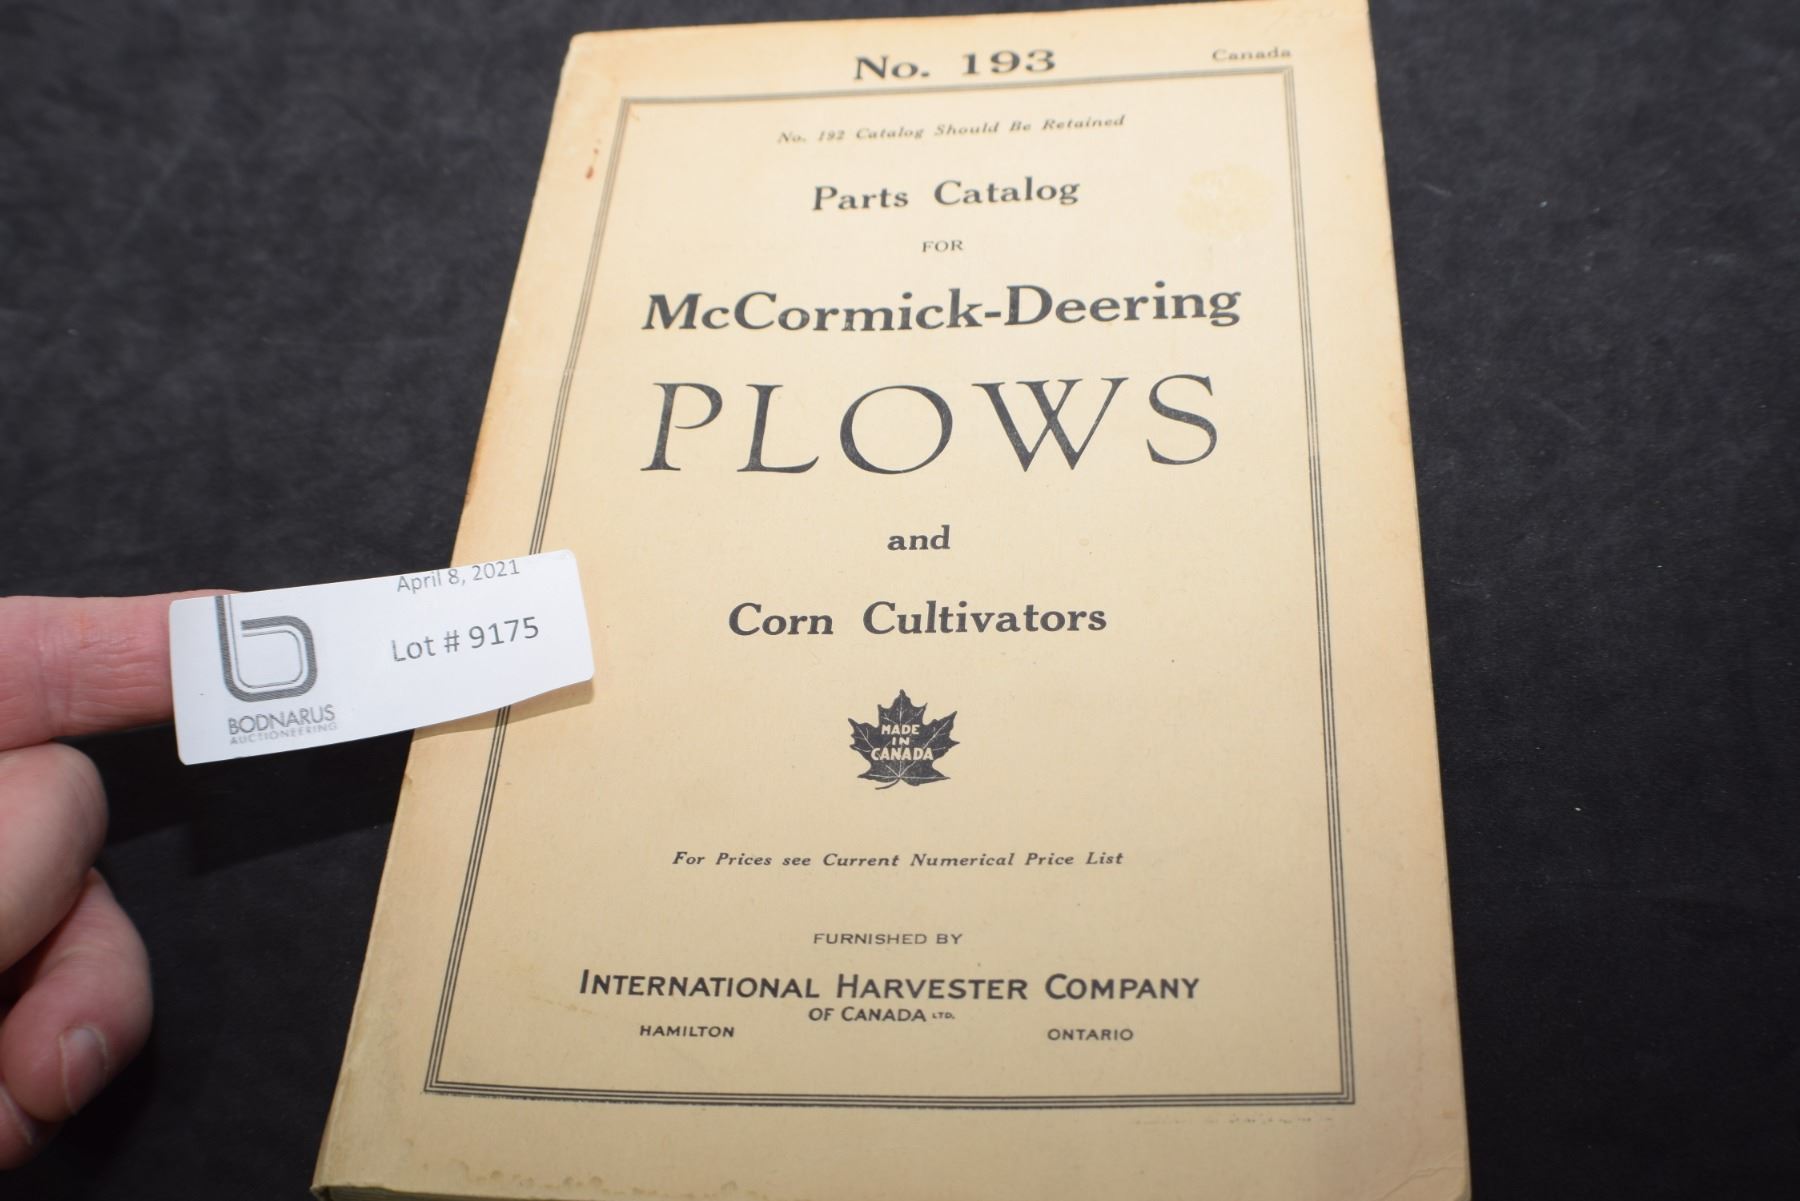 No. 193
Canada
No. 192 Catalog Should Be Retained
Parts Catalog
FOR
McCormick-Deering
PLOWS
and
Corn Cultivators
MADE
IN
CANADA
For Prices see Current Numerical Price List
FURNISHED BY
INTERNATIONAL HARVESTER COMPANY
OF CANADA LTD.
HAMILTON ONTARIO
April 8, 2021
Lot # 9175
b
BODNARUS
AUCTIONEERING